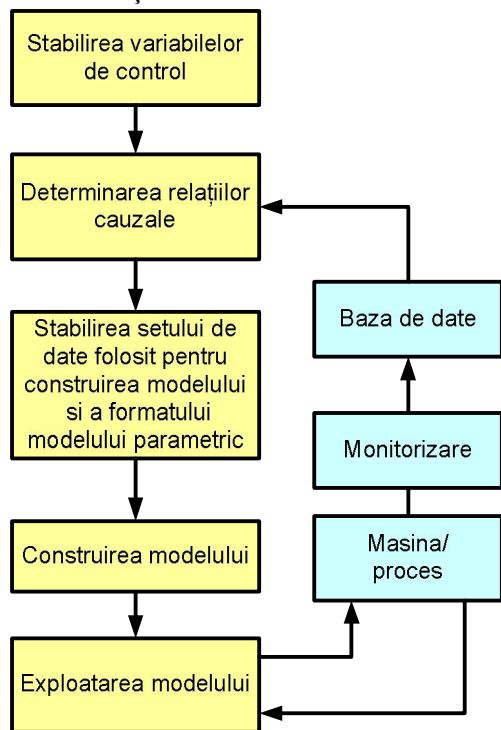 Stabilirea variabilelor
de control
Determinarea relațiilor
cauzale
Stabilirea setului de
date folosit pentru
construirea modelului
si a formatului
modelului parametric
Construirea modelului
Exploatarea modelului
Baza de date
Monitorizare
Masina/
proces